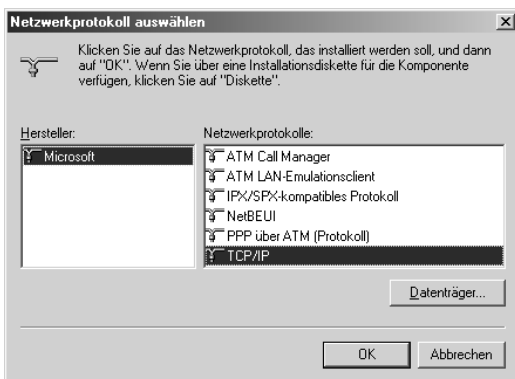 Netzwerkprotokoll auswählen
Klicken Sie auf das Netzwerkprotokoll, das installiert werden soll, und dann
auf "OK". Wenn Sie über eine Installationsdiskette für die Komponente
verfügen, klicken Sie auf "Diskette".
Hersteller:
Microsoft
Netzwerkprotokolle:
ATM Call Manager
ATM LAN-Emulationsclient
IPX/SPX-kompatibles Protokoll
NetBEUI
PPP über ATM (Protokoll)
TCP/IP
Datenträger...
OK
Abbrechen